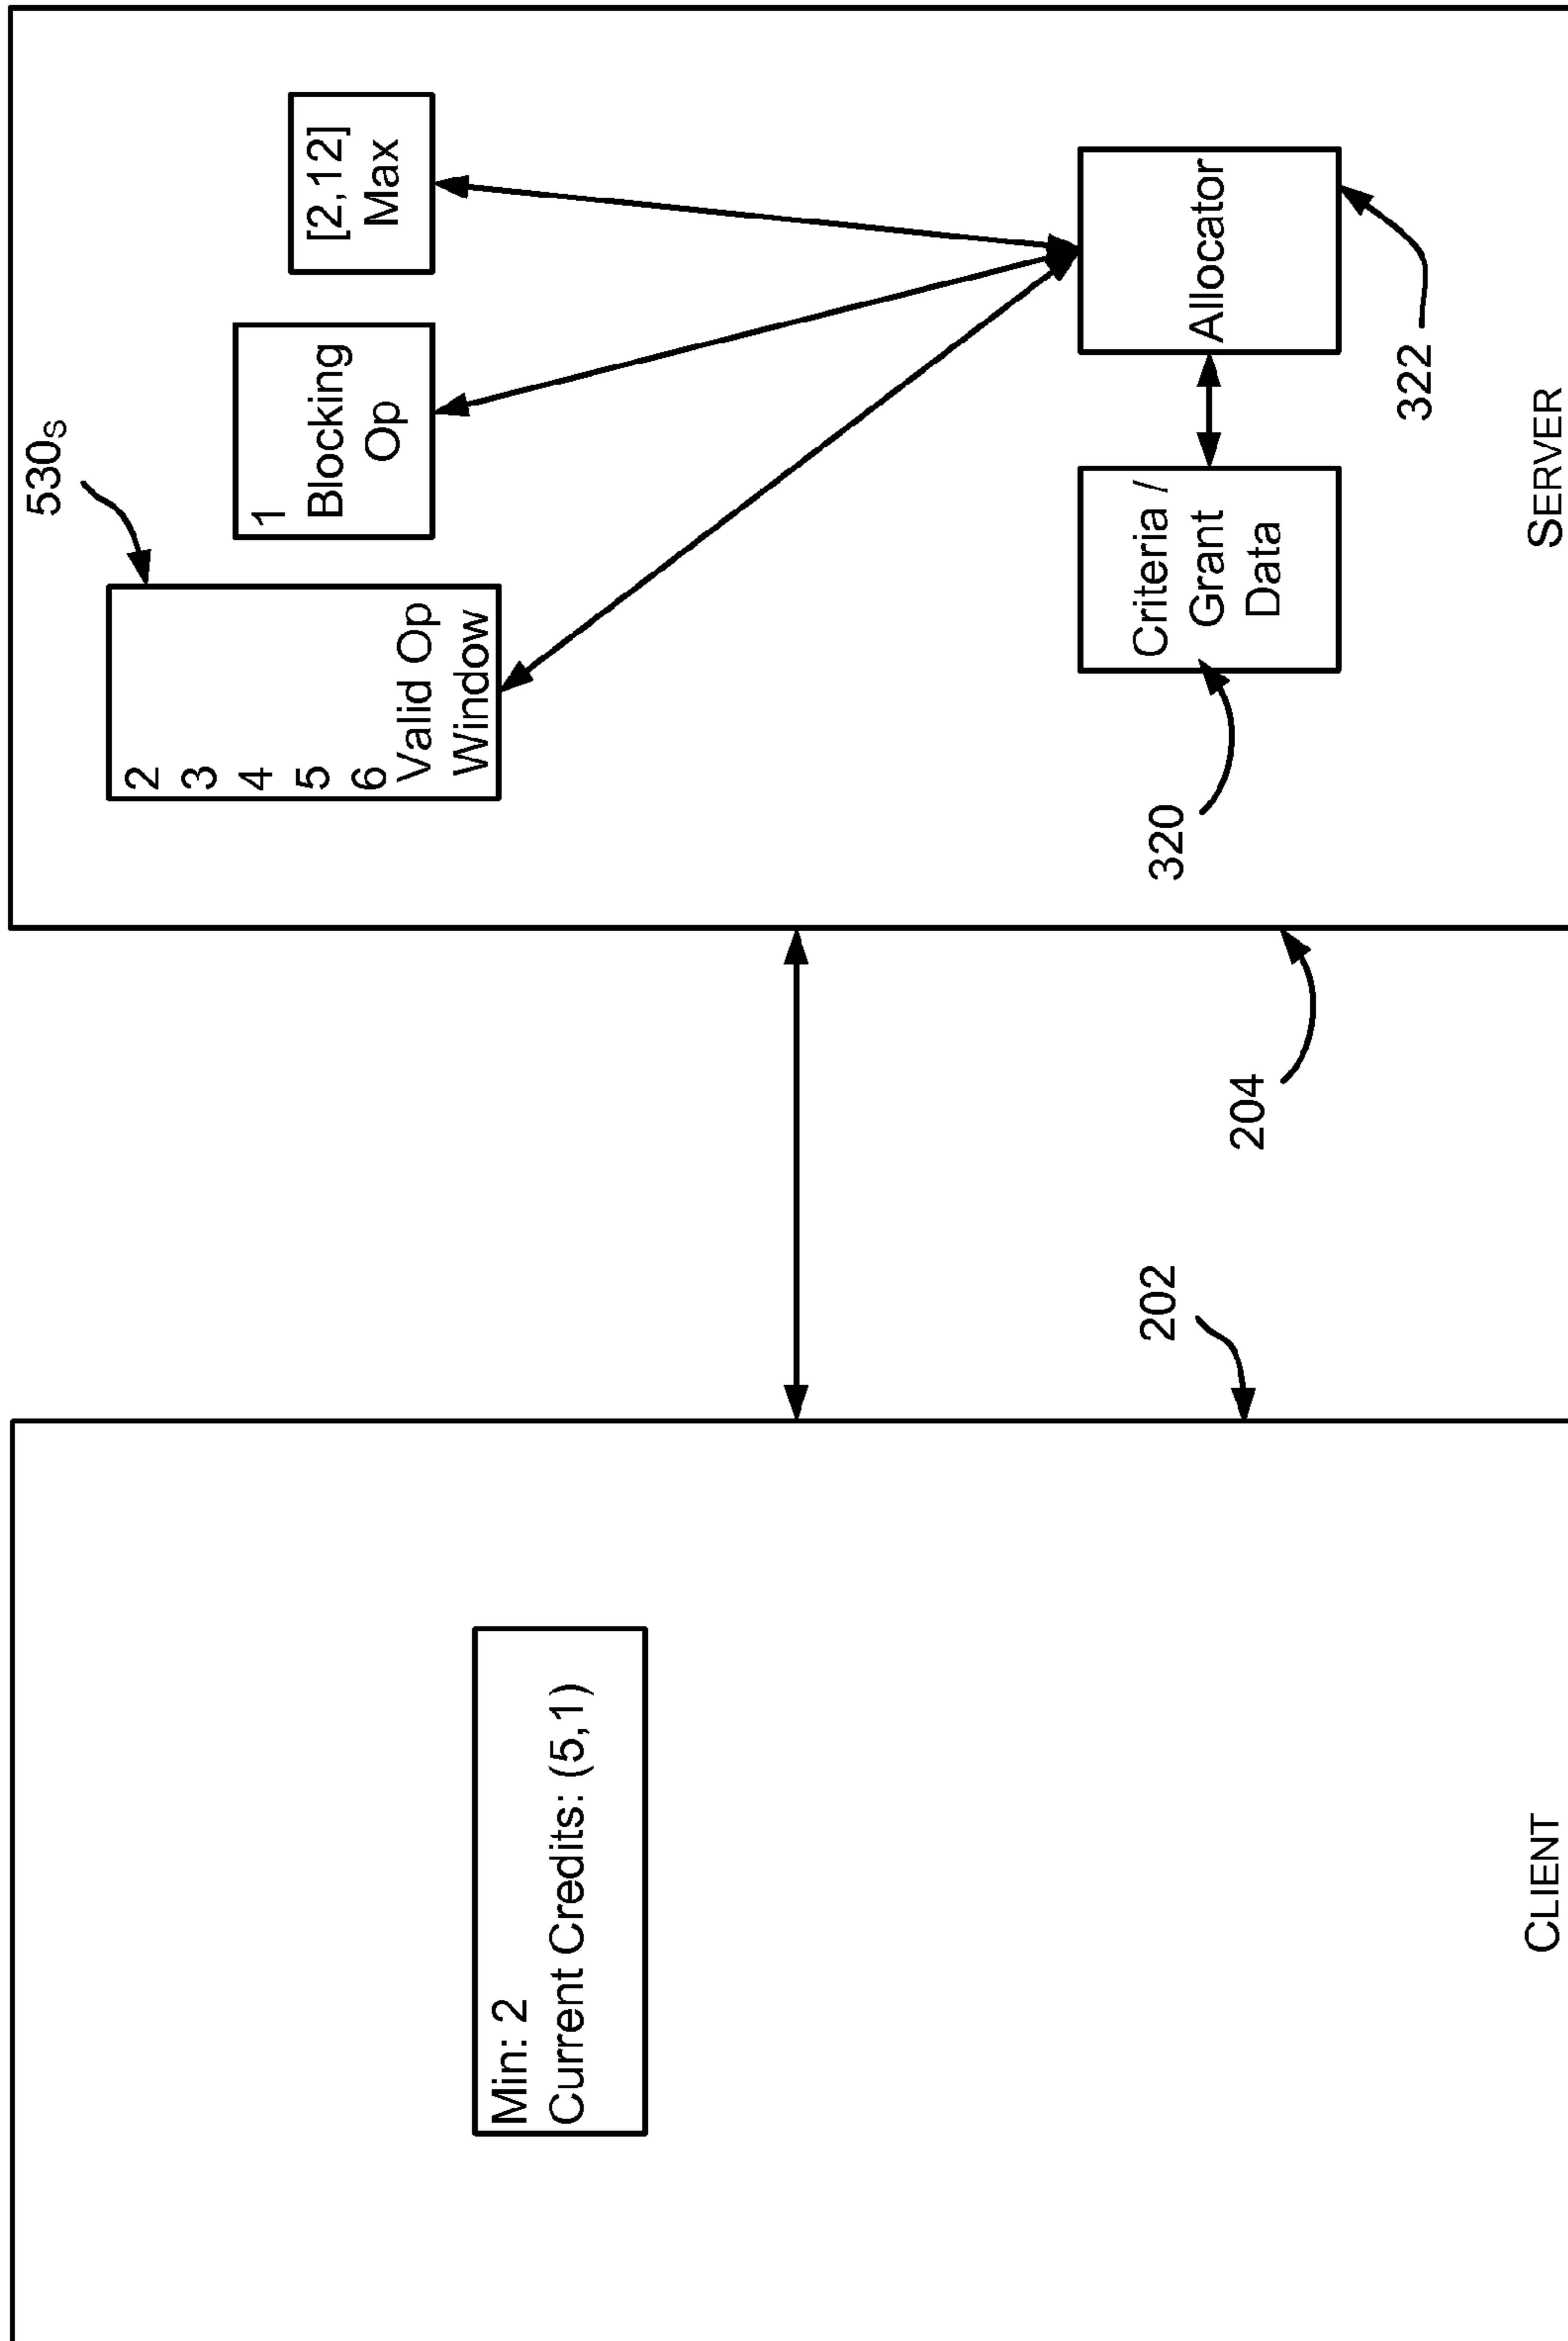 Min: 2
Current Credits: (5,1)
202
CLIENT
530S
2
3
4
5
6
Valid Op
Window
1
Blocking
Op
[2,12]
Max
320
Criteria /
Grant
Data
Allocator
322
204
SERVER